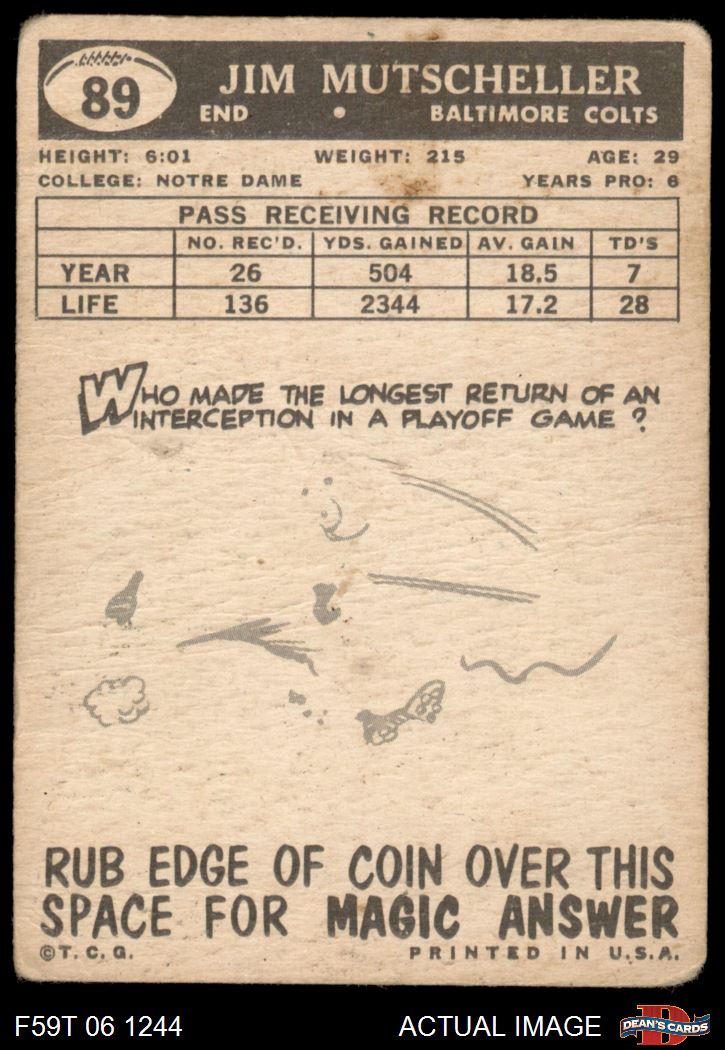 89
JIM MUTSCHELLER
END • BALTIMORE COLTS
HEIGHT: 6:01 WEIGHT: 215 AGE: 29
COLLEGE: NOTRE DAME YEARS PRO: 6
PASS RECEIVING RECORD
NO. REC'D. YDS. GAINED AV. GAIN TD'S
YEAR 26 504 18.5 7
LIFE 136 2344 17.2 28
WHO MADE THE LONGEST RETURN OF AN
INTERCEPTION IN A PLAYOFF GAME ?
RUB EDGE OF COIN OVER THIS
SPACE FOR MAGIC ANSWER
©T. C. G. PRINTED IN U.S.A.
F59T 06 1244 ACTUAL IMAGE D DEAN'S CARDS